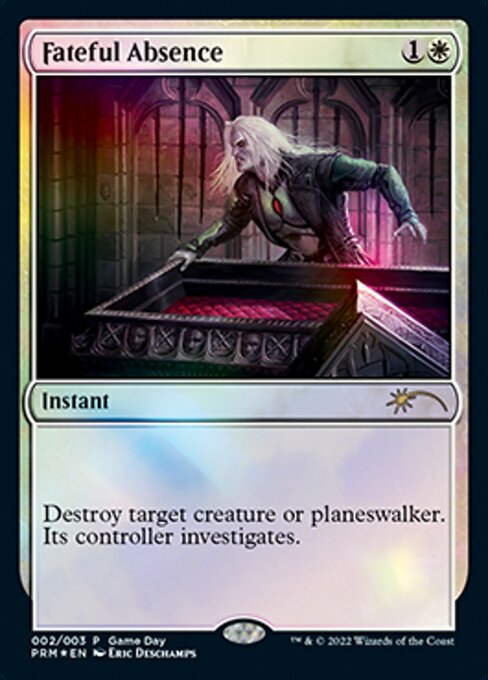 Fateful Absence 1
Instant
Destroy target creature or planeswalker.
Its controller investigates.
002/003 P Game Day
PRM★EN Eric Deschamps
™ & © 2022 Wizards of the Coast